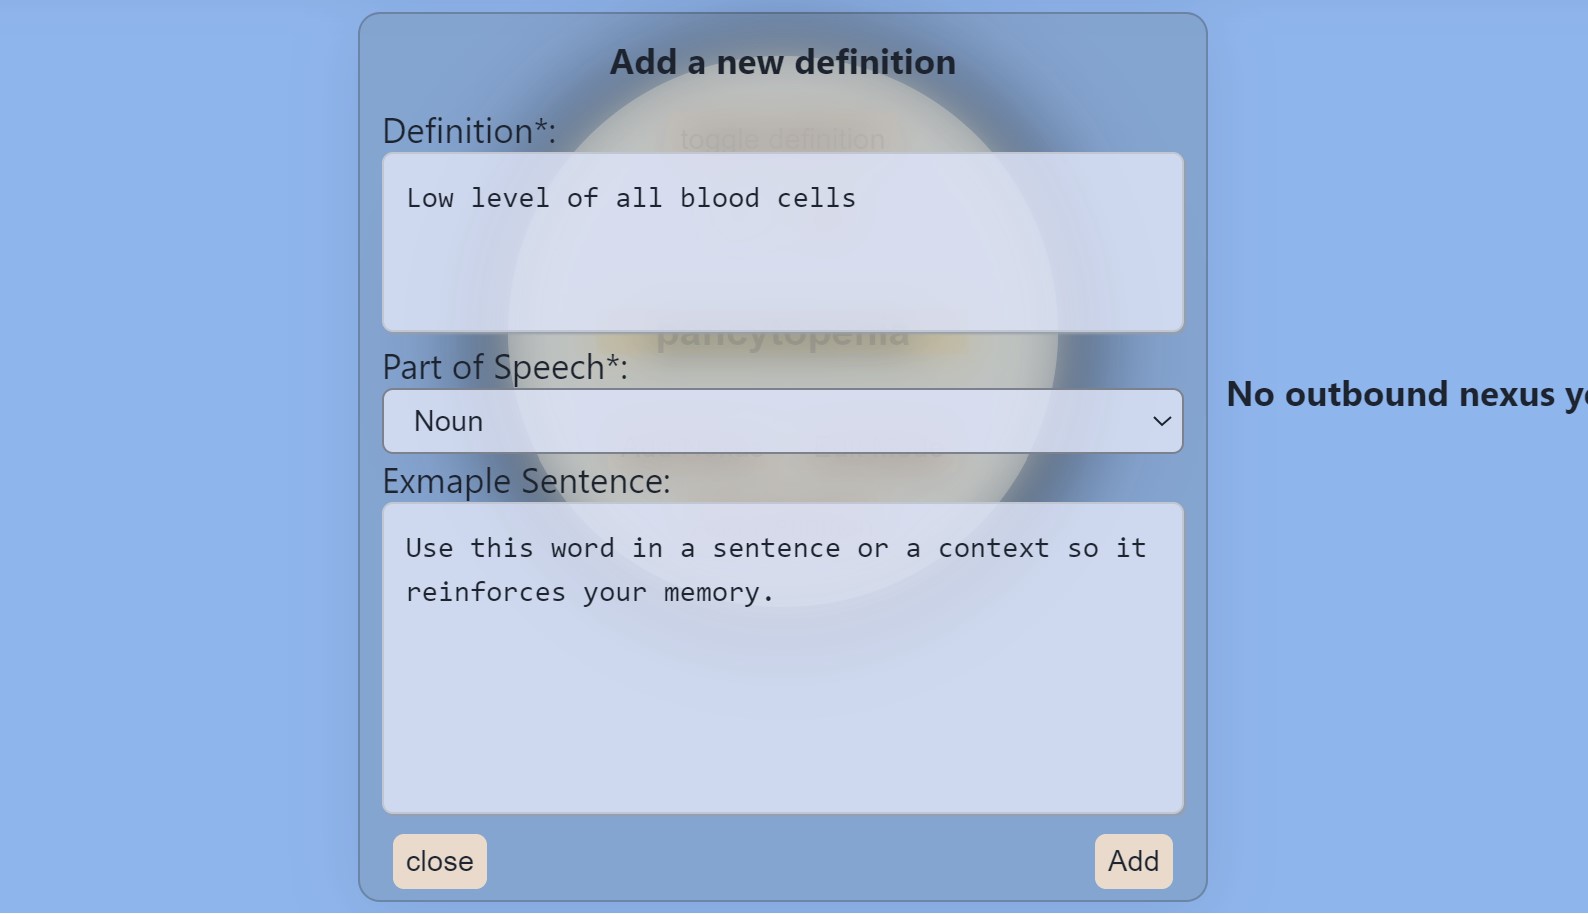 Add a new definition
Definition*:
toggle definition
Low level of all blood cells
pancytopenia
Part of Speech*:
Noun
No outbound nexus ye
Exmaple Sentence:
Use this word in a sentence or a context so it
reinforces your memory.
close
Add